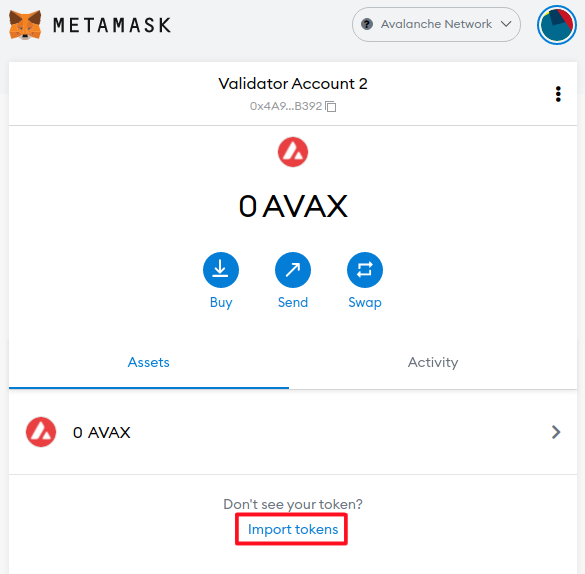 METAMASK
Avalanche Network
Validator Account 2
0x4A9...B392
0 AVAX
Buy
Send
Swap
Assets
Activity
0 AVAX
Don't see your token?
Import tokens